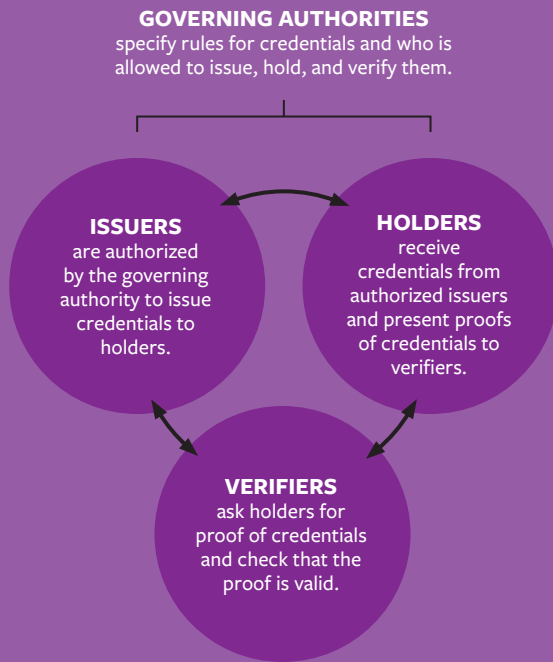 GOVERNING AUTHORITIES
specify rules for credentials and who is
allowed to issue, hold, and verify them.
ISSUERS
are authorized
by the governing
authority to issue
credentials to
holders.
HOLDERS
receive
credentials from
authorized issuers
and present proofs
of credentials to
verifiers.
VERIFIERS
ask holders for
proof of credentials
and check that the
proof is valid.